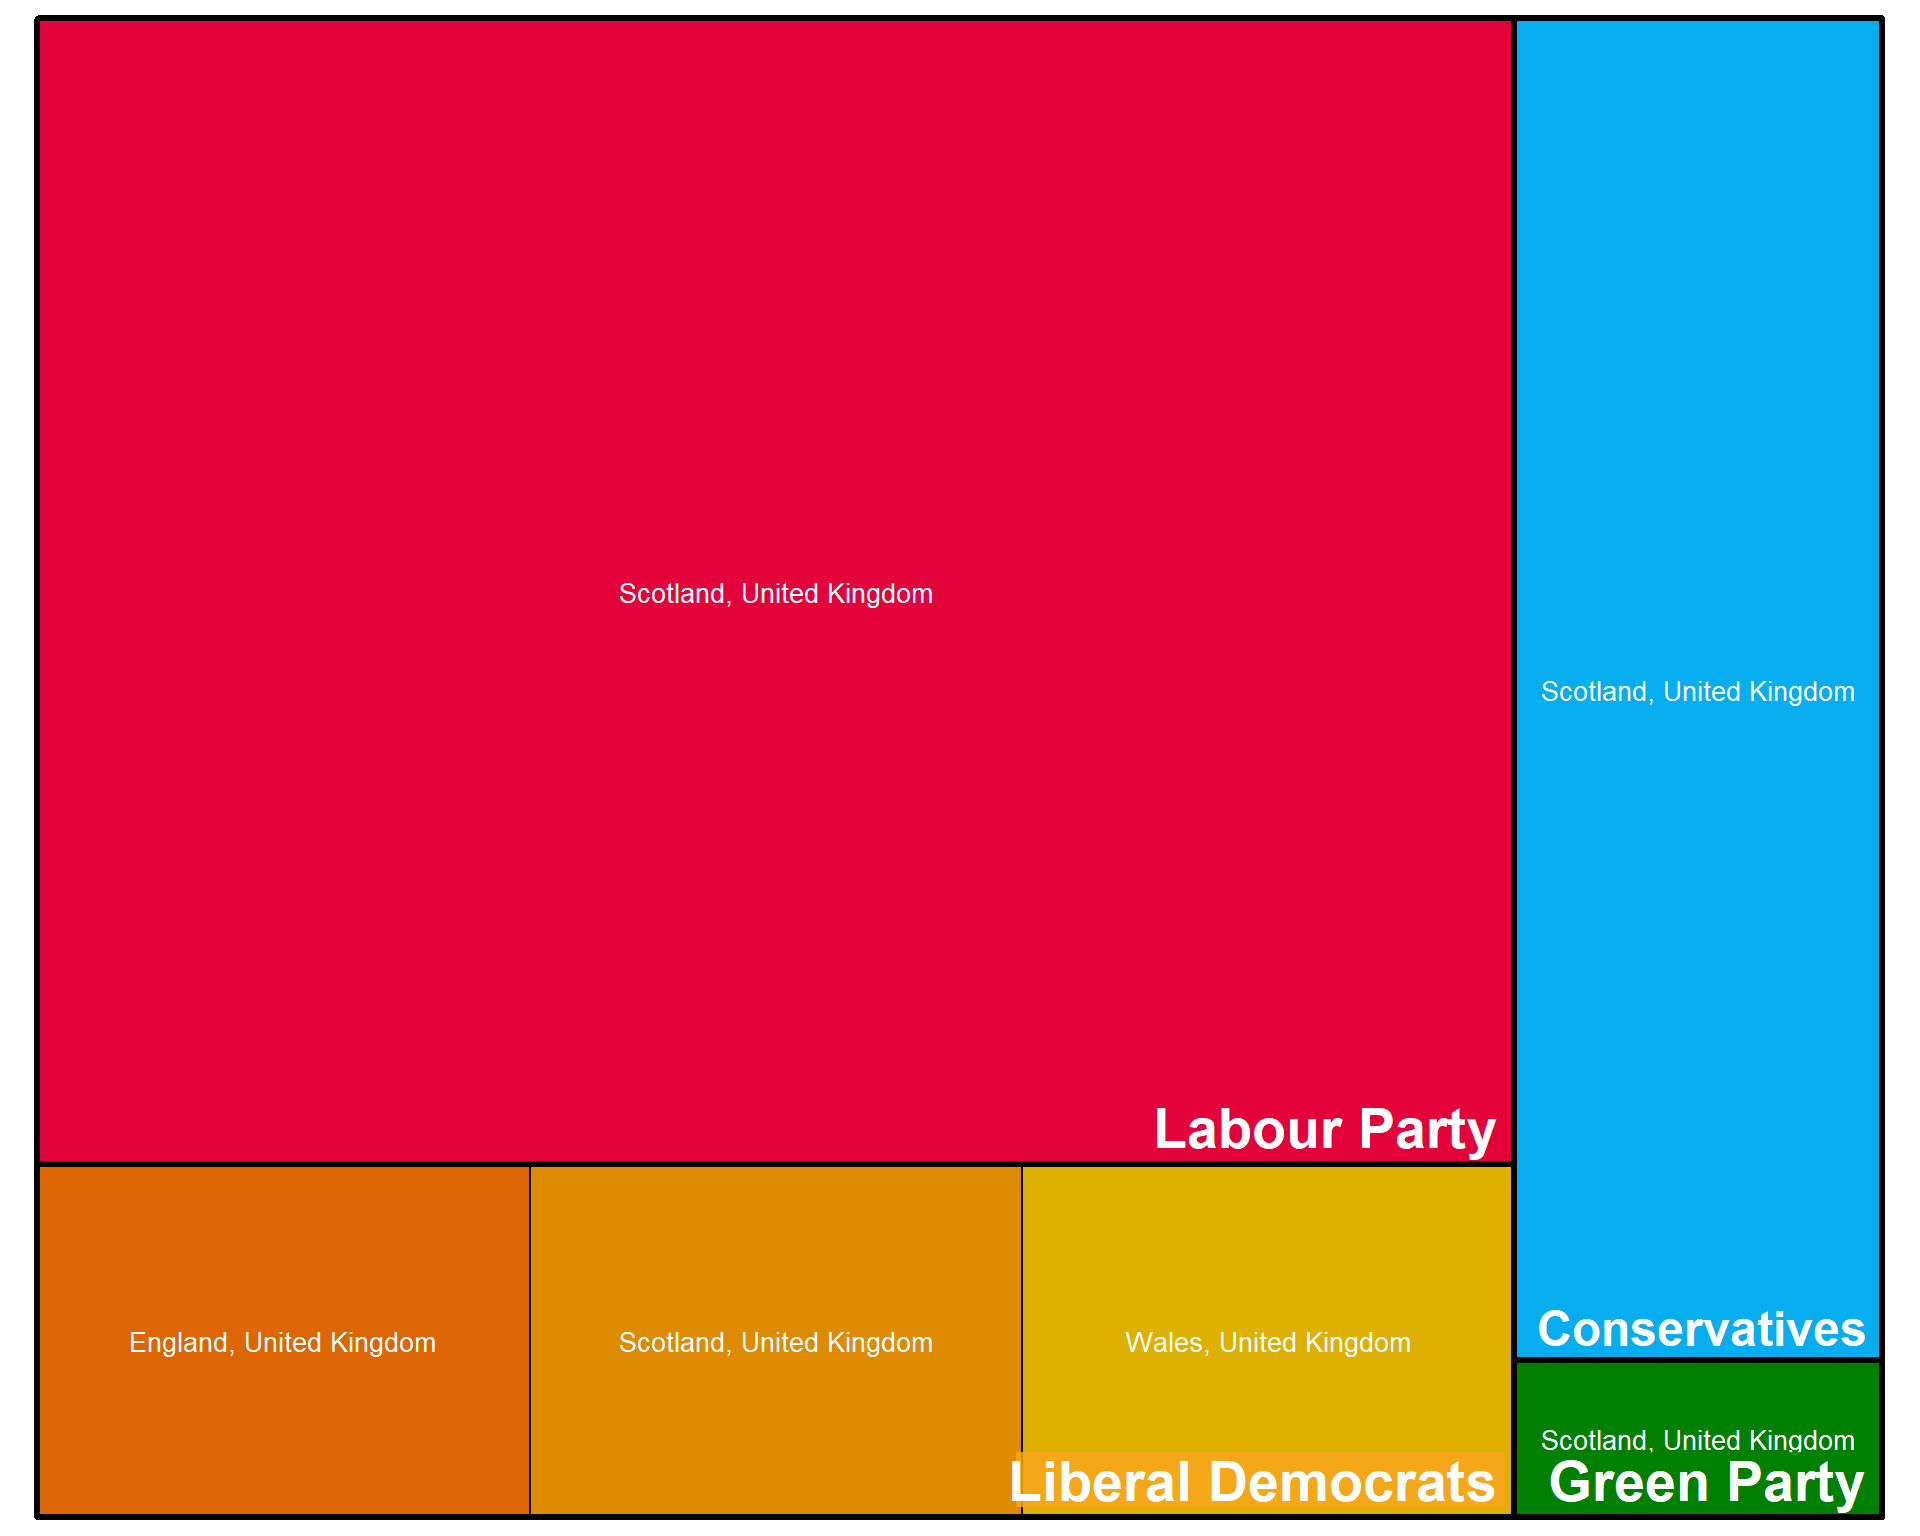 Scotland, United Kingdom
Labour Party
Scotland, United Kingdom
Conservatives
England, United Kingdom
Scotland, United Kingdom
Wales, United Kingdom
Liberal Democrats
Scotland, United Kingdom
Green Party